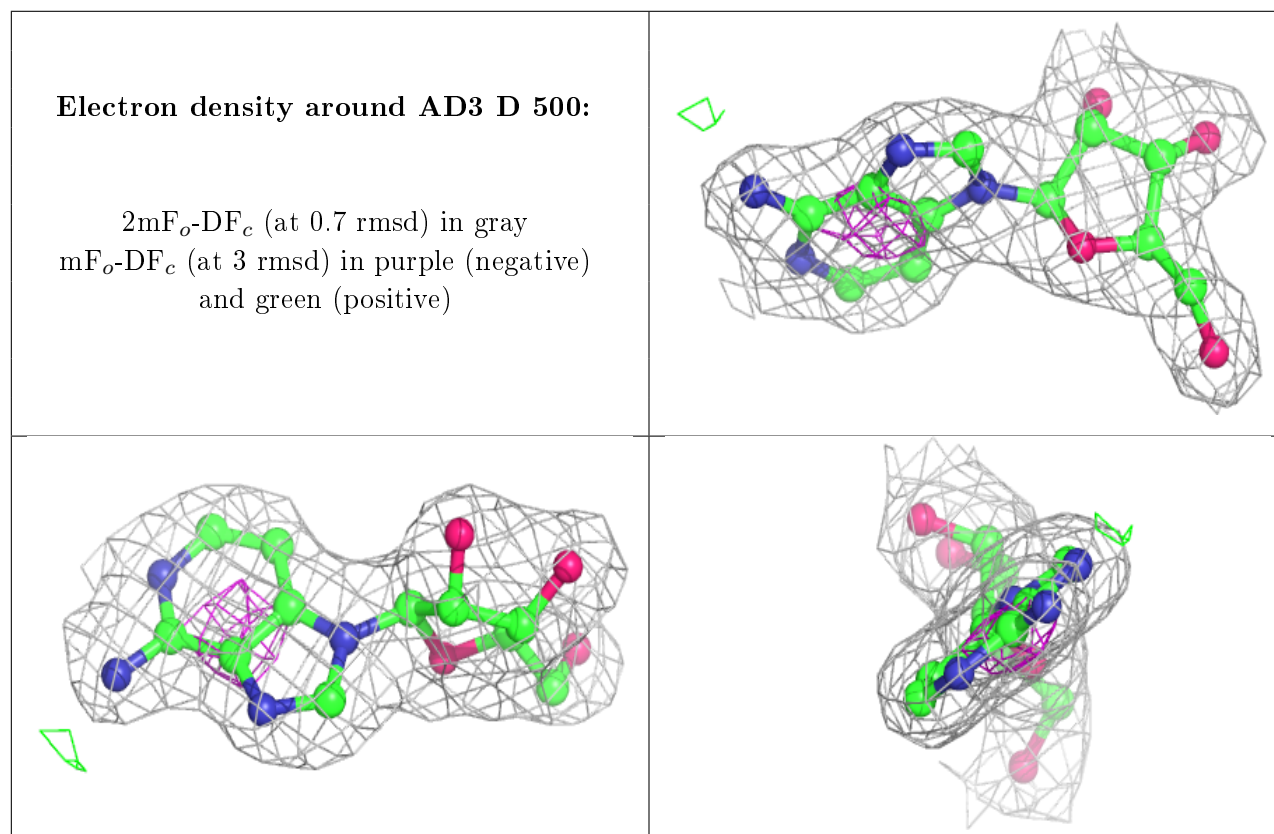 Electron density around AD3 D 500:
2mFₒ-DF𝒸 (at 0.7 rmsd) in gray
mFₒ-DF𝒸 (at 3 rmsd) in purple (negative)
and green (positive)